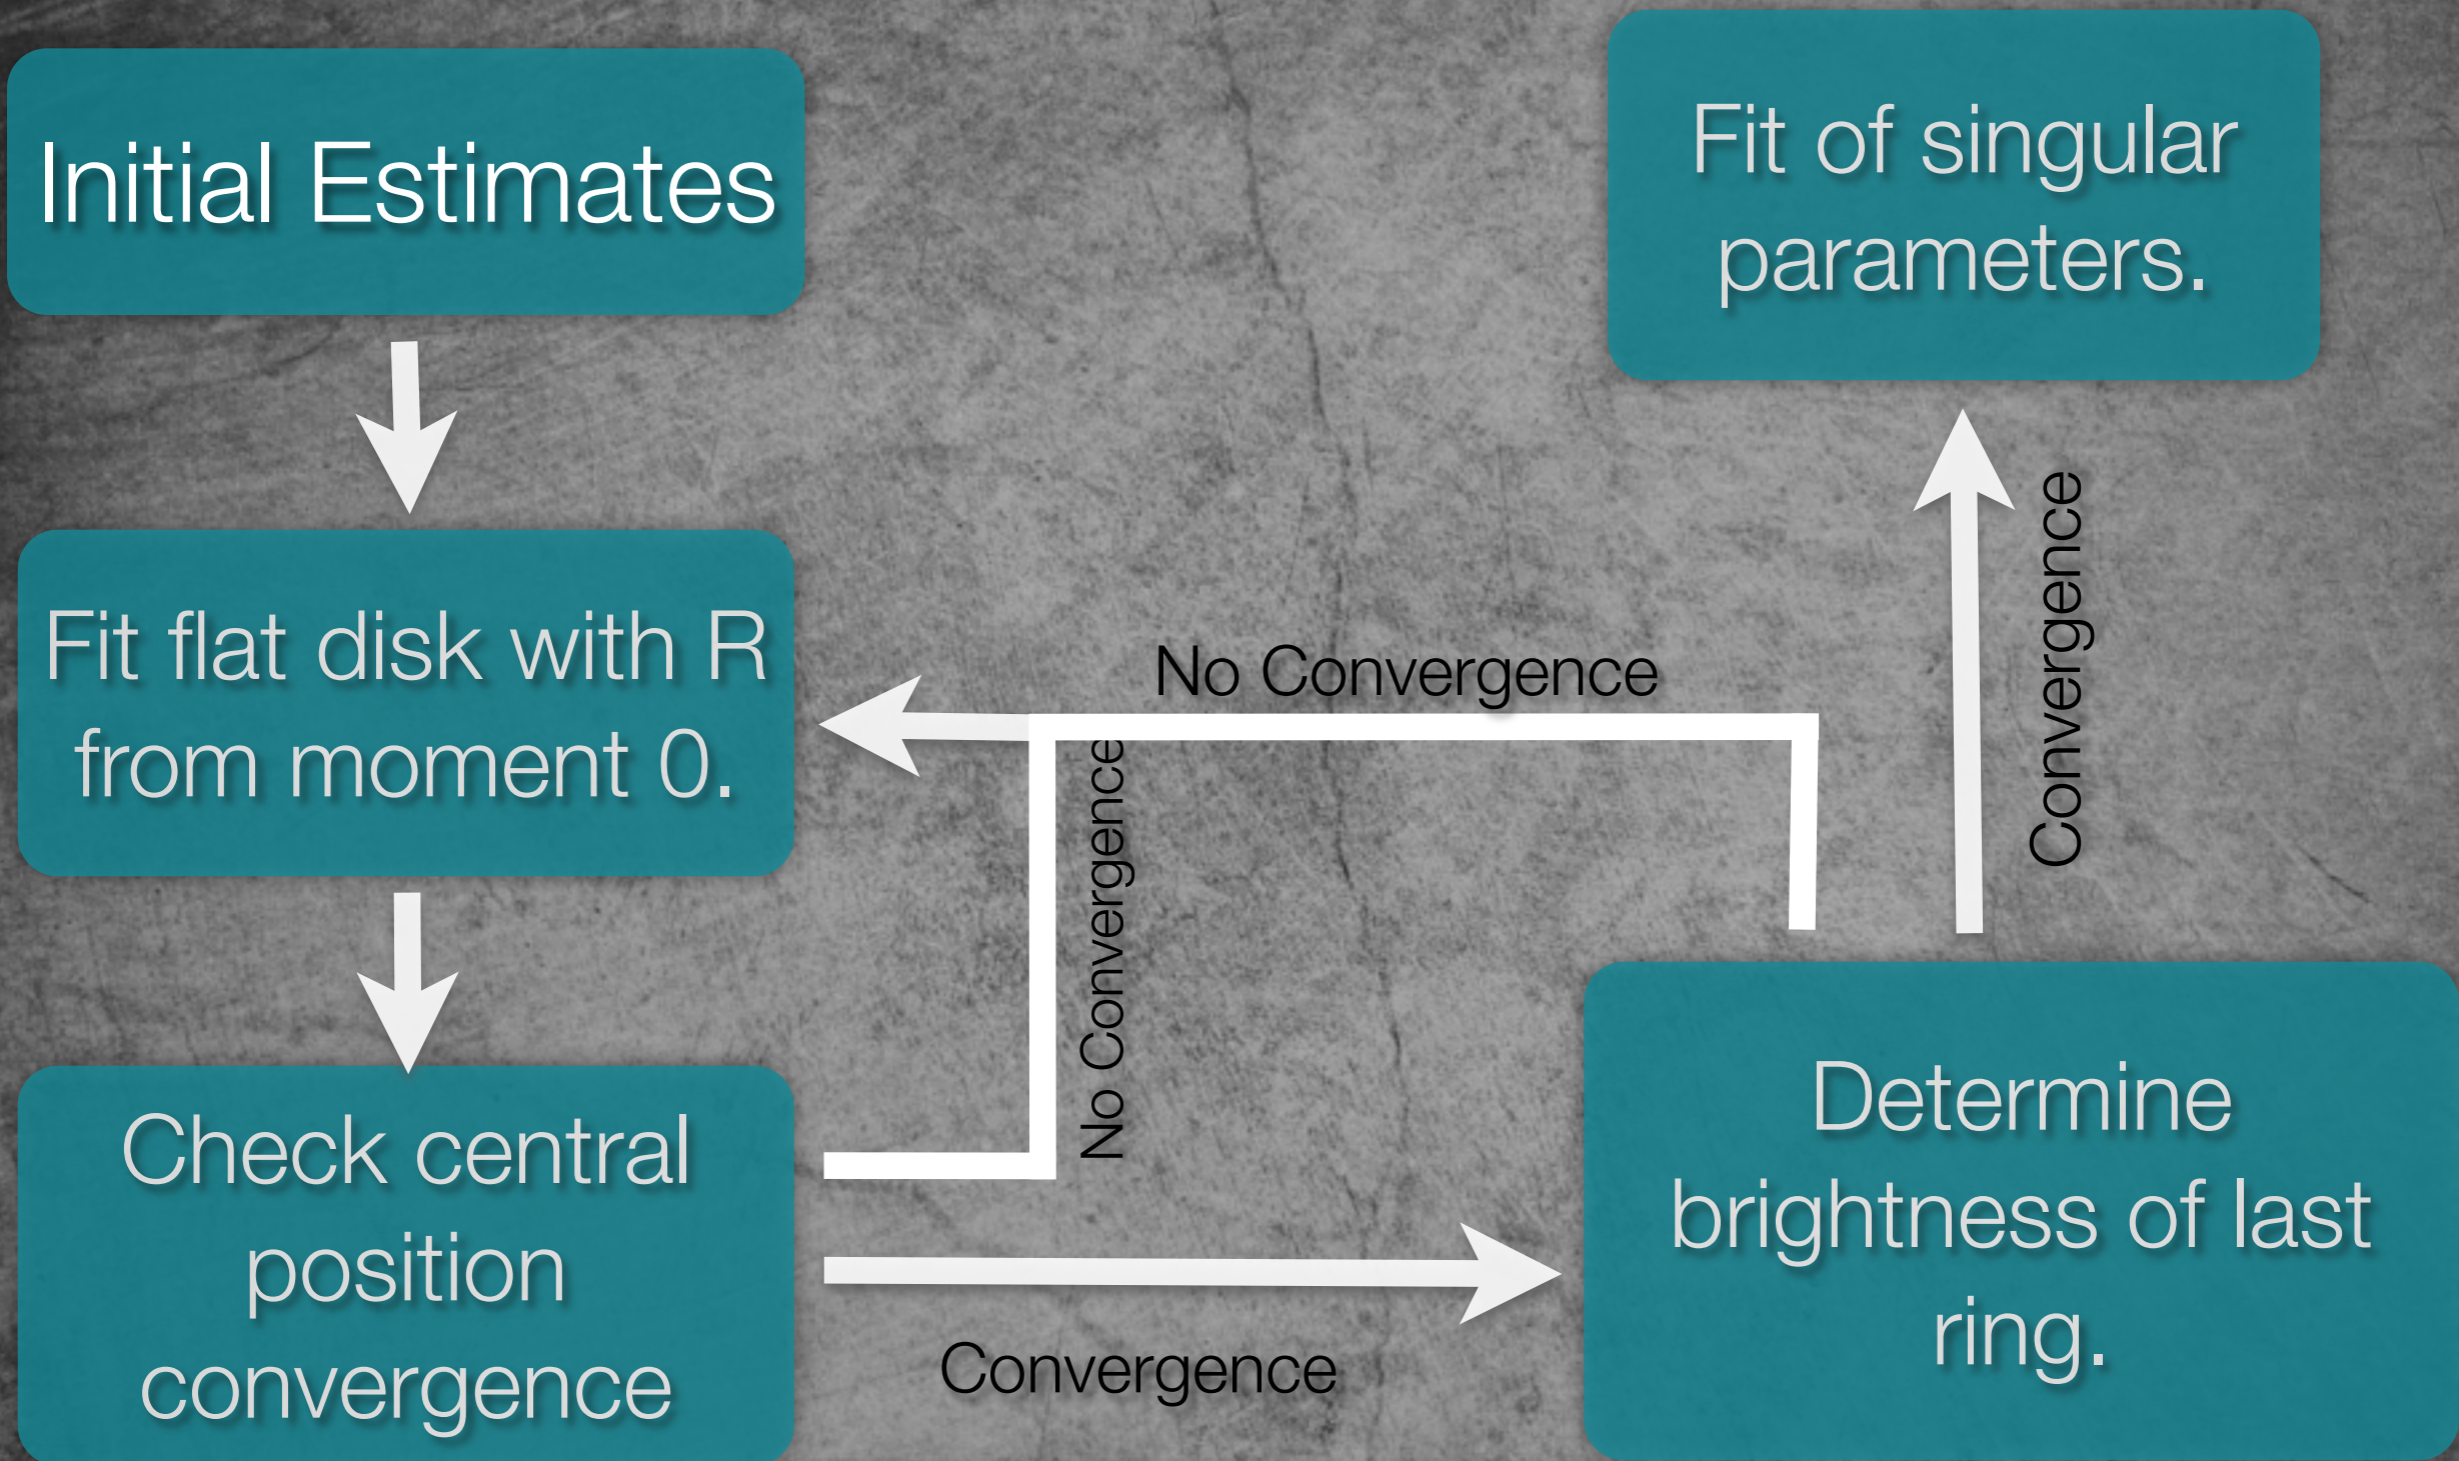 Initial Estimates
Fit flat disk with R
from moment 0.
Check central
position
convergence
No Convergence
No Convergence
Convergence
Determine
brightness of last
ring.
Convergence
Fit of singular
parameters.